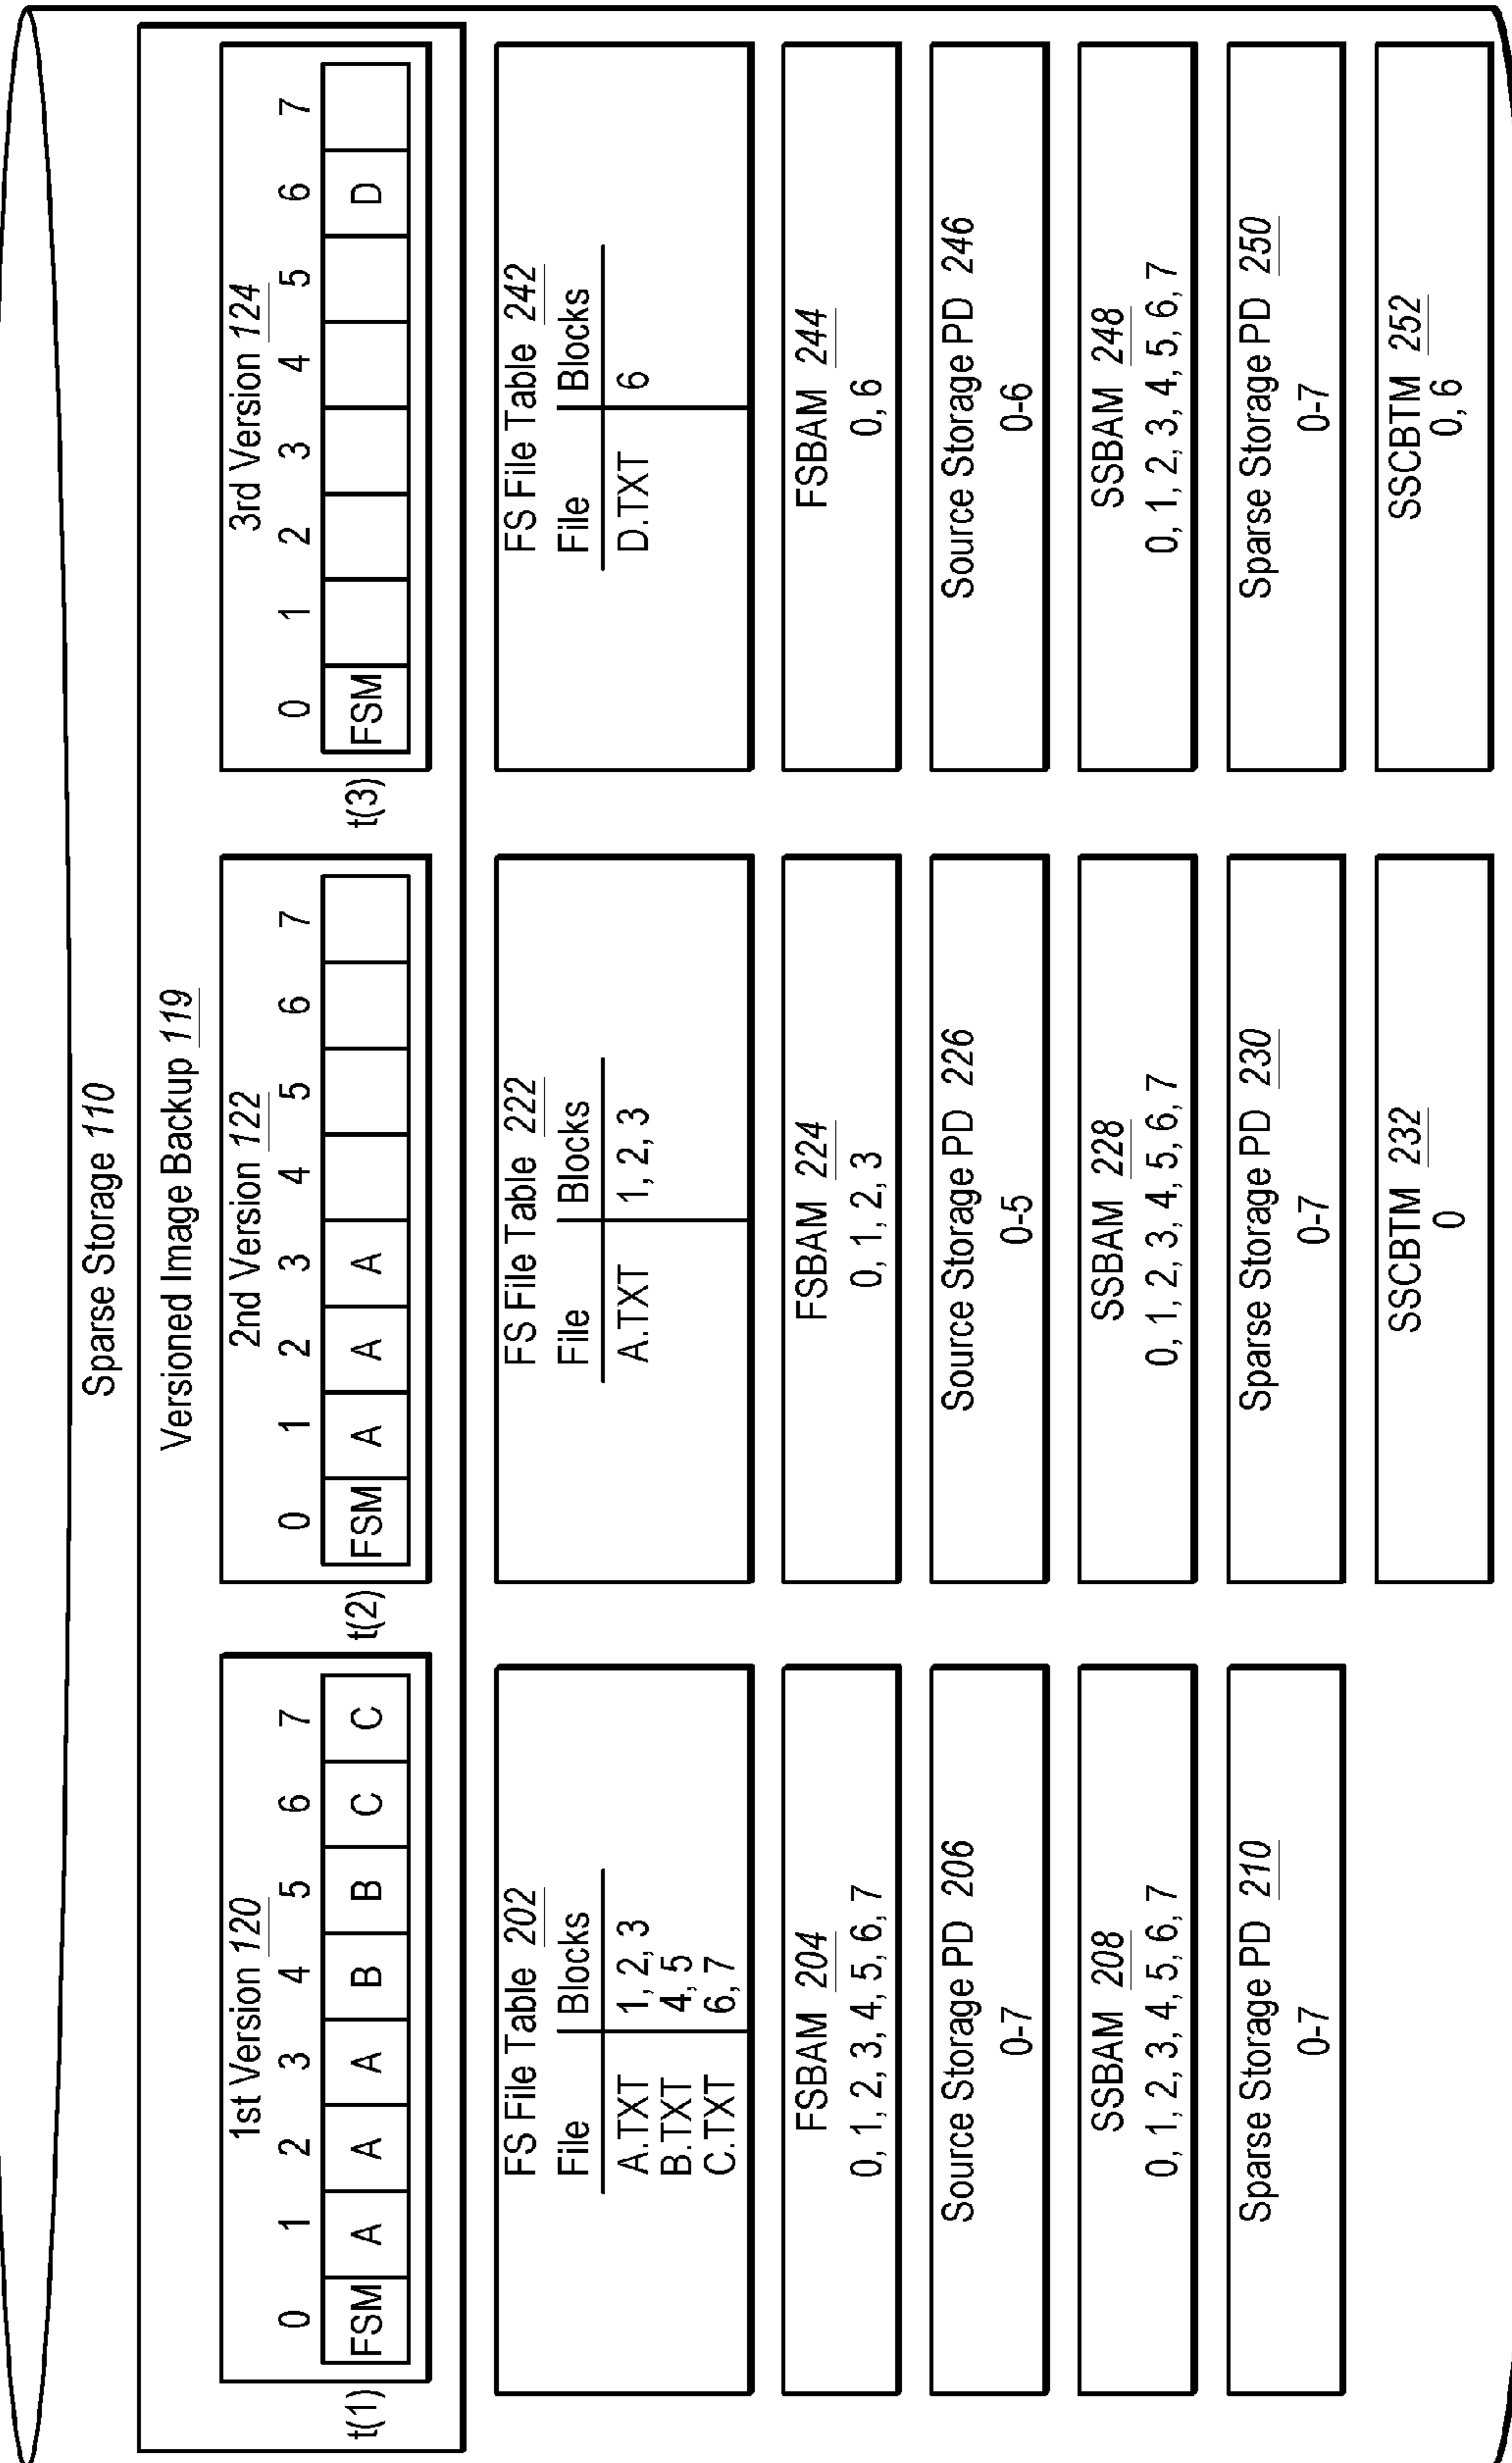 Sparse Storage 110
Versioned Image Backup 119
1st Version 120
0 1 2 3 4 5 6 7
t(1) FSM A A A B B C C
2nd Version 122
0 1 2 3 4 5 6 7
t(2) FSM A A A
3rd Version 124
0 1 2 3 4 5 6 7
t(3) FSM D
FS File Table 202
File Blocks
A.TXT 1, 2, 3
B.TXT 4, 5
C.TXT 6, 7
FSBAM 204
0, 1, 2, 3, 4, 5, 6, 7
Source Storage PD 206
0-7
SSBAM 208
0, 1, 2, 3, 4, 5, 6, 7
Sparse Storage PD 210
0-7
FS File Table 222
File Blocks
A.TXT 1, 2, 3
FSBAM 224
0, 1, 2, 3
Source Storage PD 226
0-5
SSBAM 228
0, 1, 2, 3, 4, 5, 6, 7
Sparse Storage PD 230
0-7
SSCBTM 232
0
FS File Table 242
File Blocks
D.TXT 6
FSBAM 244
0, 6
Source Storage PD 246
0-6
SSBAM 248
0, 1, 2, 3, 4, 5, 6, 7
Sparse Storage PD 250
0-7
SSCBTM 252
0, 6